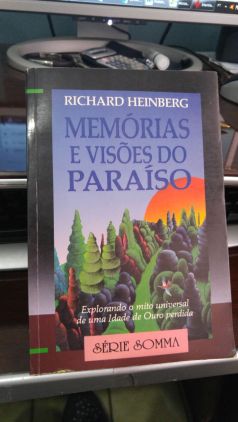 RICHARD HEINBERG
MEMÓRIAS
E VISÕES DO
PARAÍSO
Explorando o mito universal
de uma Idade de Ouro perdida
SÉRIE SOMMA